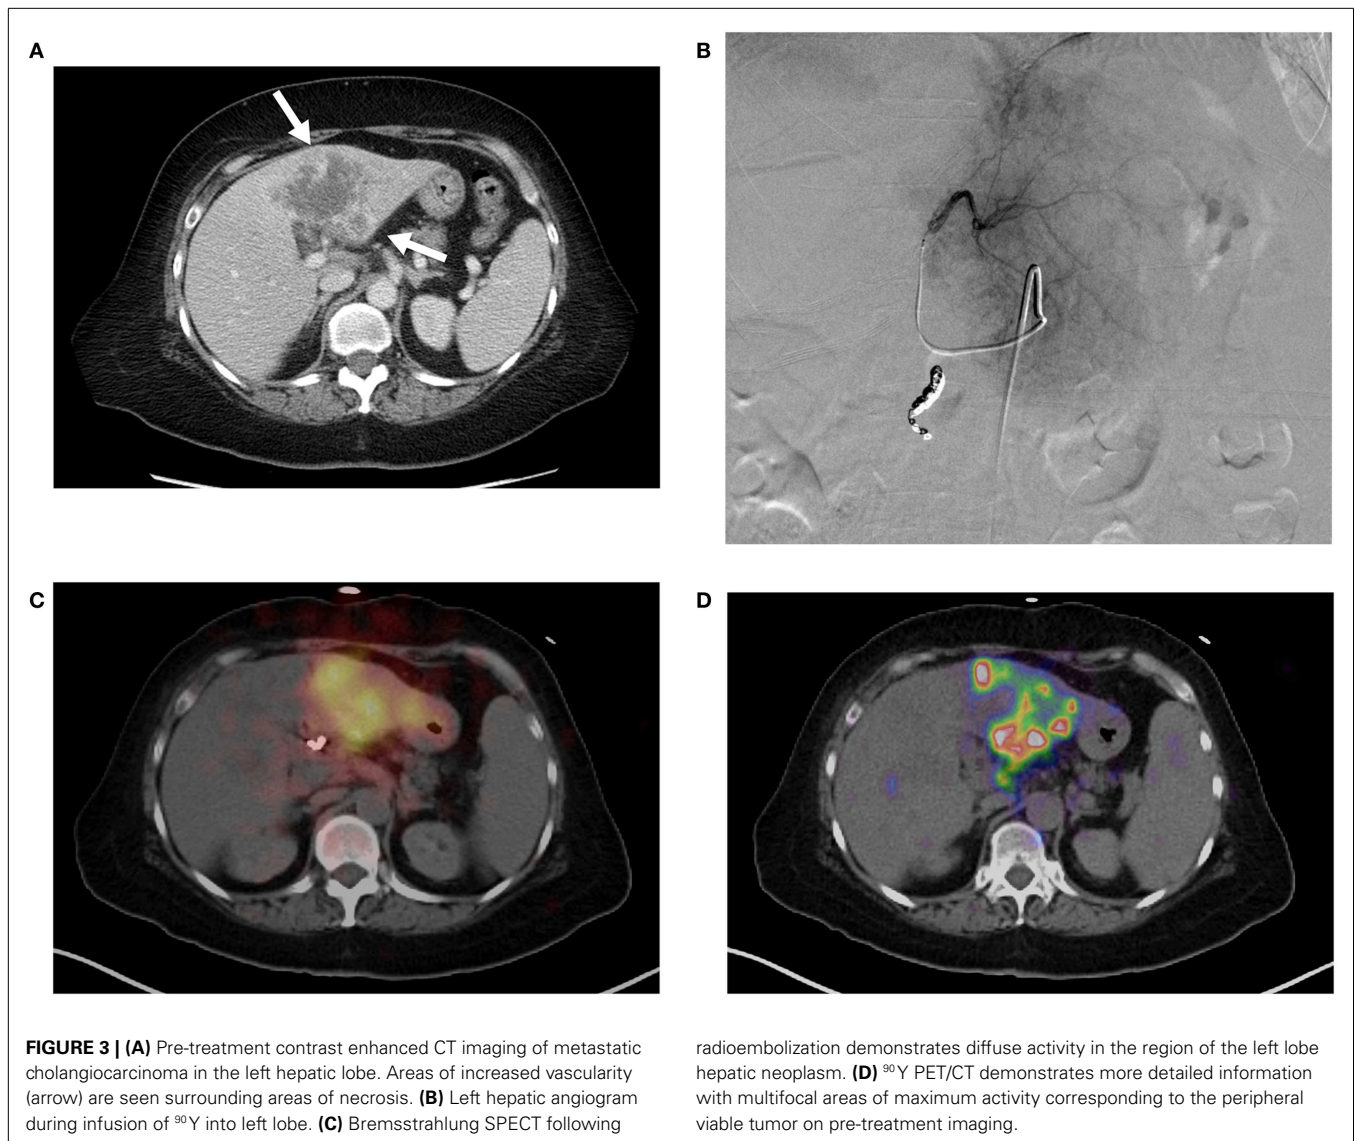 A
B
C
D
FIGURE 3 | (A) Pre-treatment contrast enhanced CT imaging of metastatic
cholangiocarcinoma in the left hepatic lobe. Areas of increased vascularity
(arrow) are seen surrounding areas of necrosis. (B) Left hepatic angiogram
during infusion of ⁹⁰Y into left lobe. (C) Bremsstrahlung SPECT following
radioembolization demonstrates diffuse activity in the region of the left lobe
hepatic neoplasm. (D) ⁹⁰Y PET/CT demonstrates more detailed information
with multifocal areas of maximum activity corresponding to the peripheral
viable tumor on pre-treatment imaging.